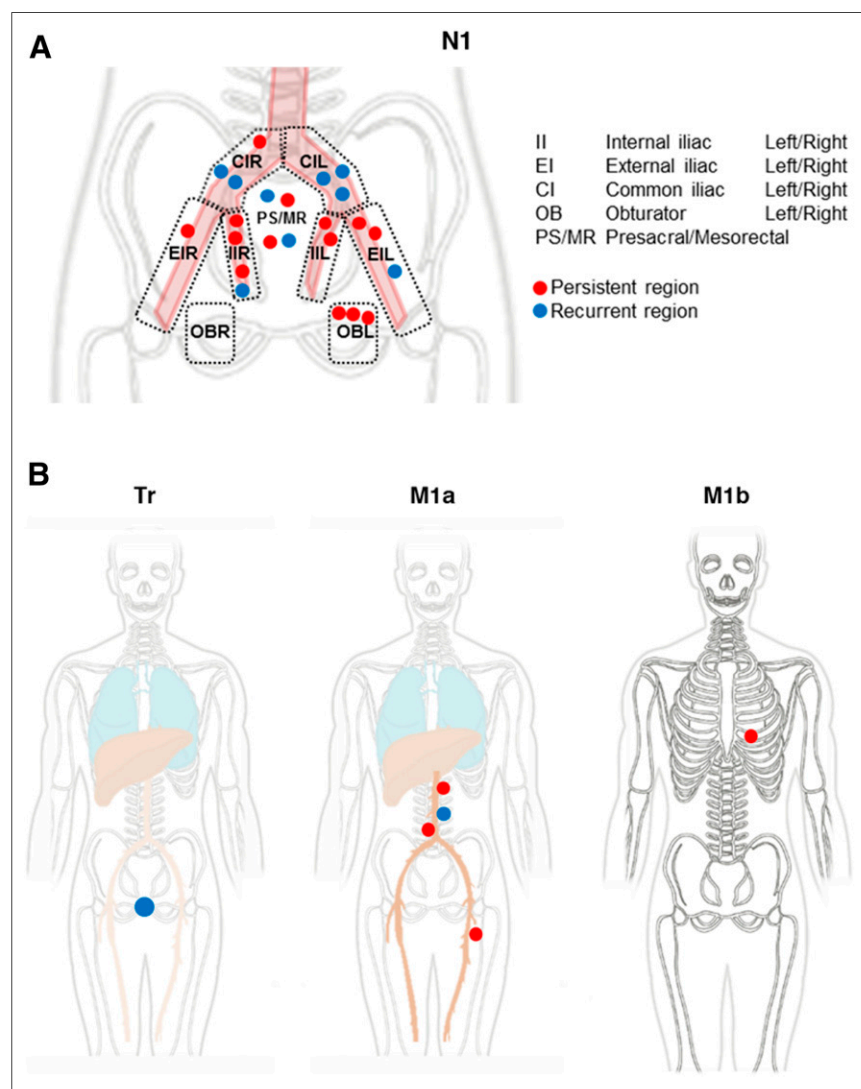 N1
A
CIR CIL
PS/MR
EIR IIR IIL EIL
OBR OBL
II Internal iliac Left/Right
EI External iliac Left/Right
CI Common iliac Left/Right
OB Obturator Left/Right
PS/MR Presacral/Mesorectal
Persistent region
Recurrent region
B
Tr M1a M1b